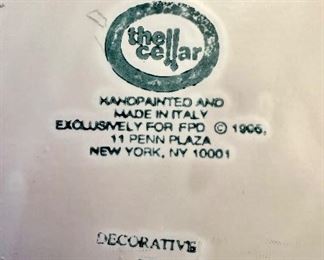 the
cellar
HANDPAINTED AND
MADE IN ITALY
EXCLUSIVELY FOR FPD © 1996,
11 PENN PLAZA
NEW YORK, NY 10001
DECORATIVE